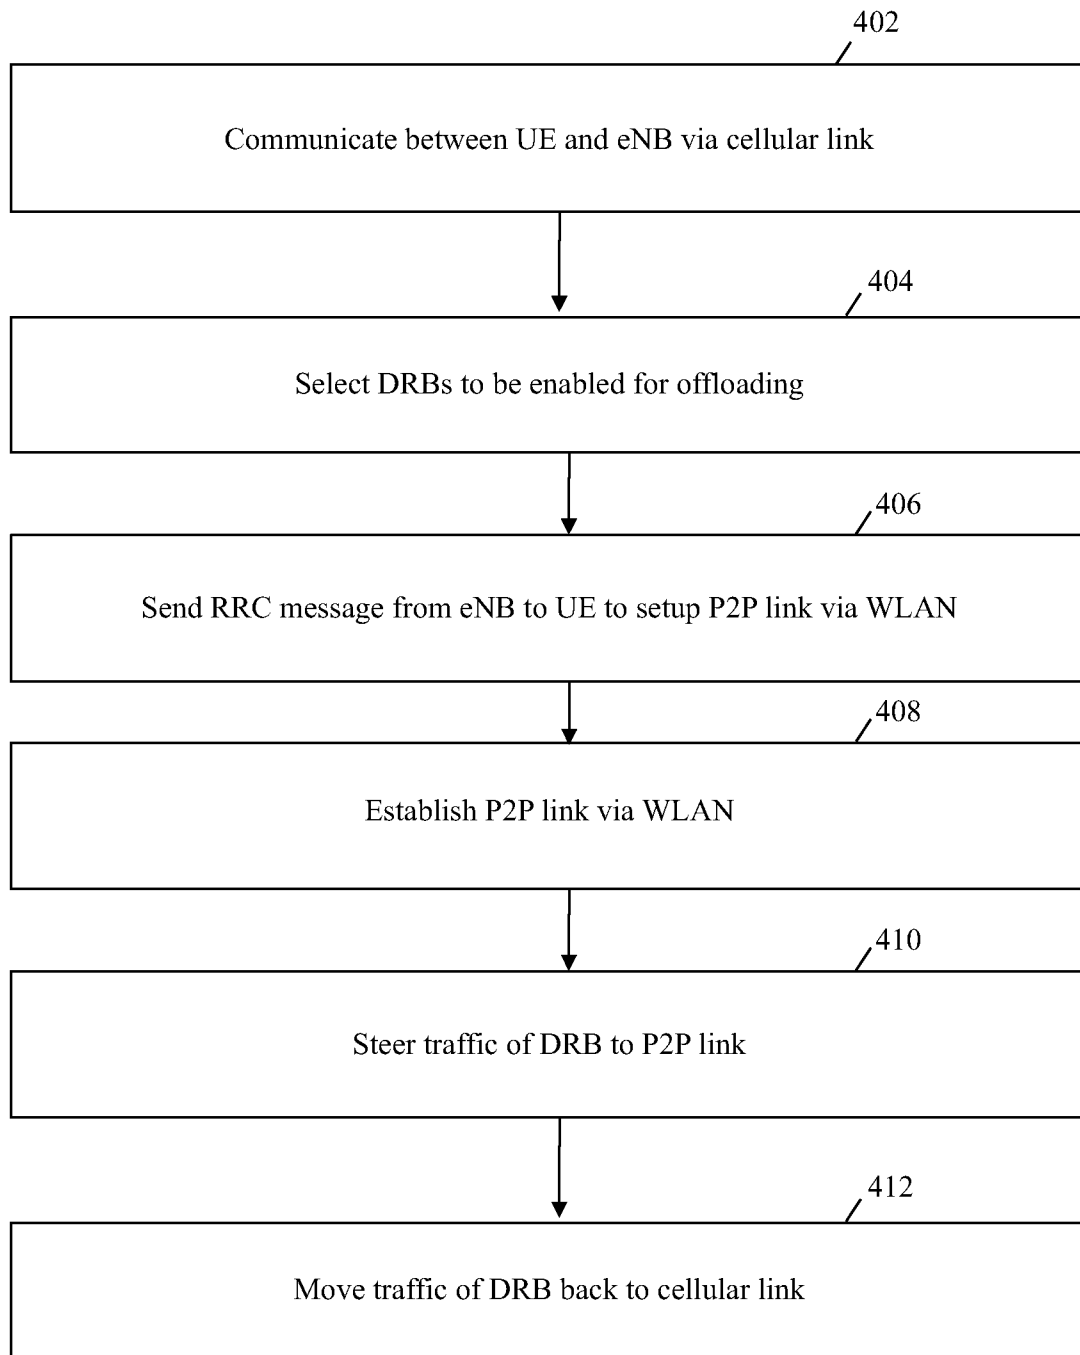 402
Communicate between UE and eNB via cellular link
404
Select DRBs to be enabled for offloading
406
Send RRC message from eNB to UE to setup P2P link via WLAN
408
Establish P2P link via WLAN
410
Steer traffic of DRB to P2P link
412
Move traffic of DRB back to cellular link